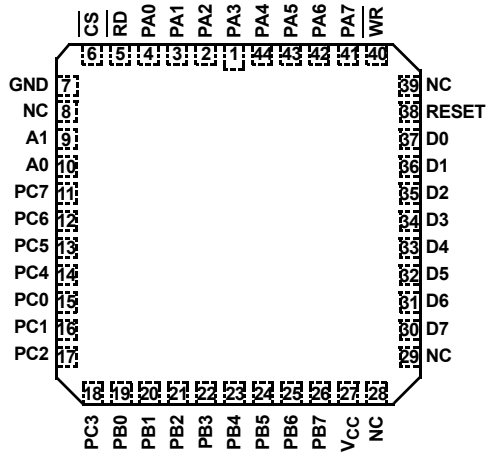 CS RD PA0 PA1 PA2 PA3 PA4 PA5 PA6 PA7 WR
6 5 4 3 2 1 44 43 42 41 40
GND 7 39 NC
NC 8 38 RESET
A1 9 37 D0
A0 10 36 D1
PC7 11 35 D2
PC6 12 34 D3
PC5 13 33 D4
PC4 14 32 D5
PC0 15 31 D6
PC1 16 30 D7
PC2 17 29 NC
18 19 20 21 22 23 24 25 26 27 28
PC3 PB0 PB1 PB2 PB3 PB4 PB5 PB6 PB7 VCC NC